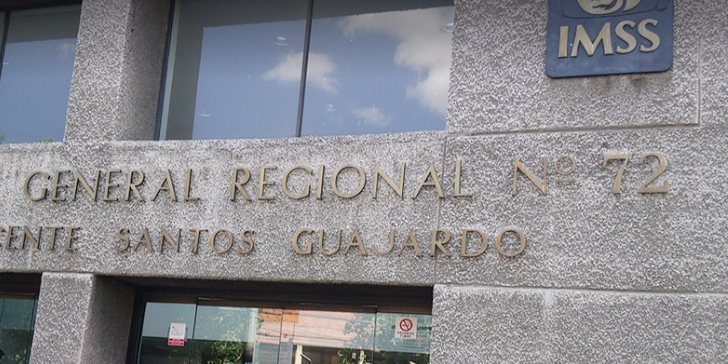 IMSS
GENERAL REGIONAL Nº 72
SANTOS GUAJARDO